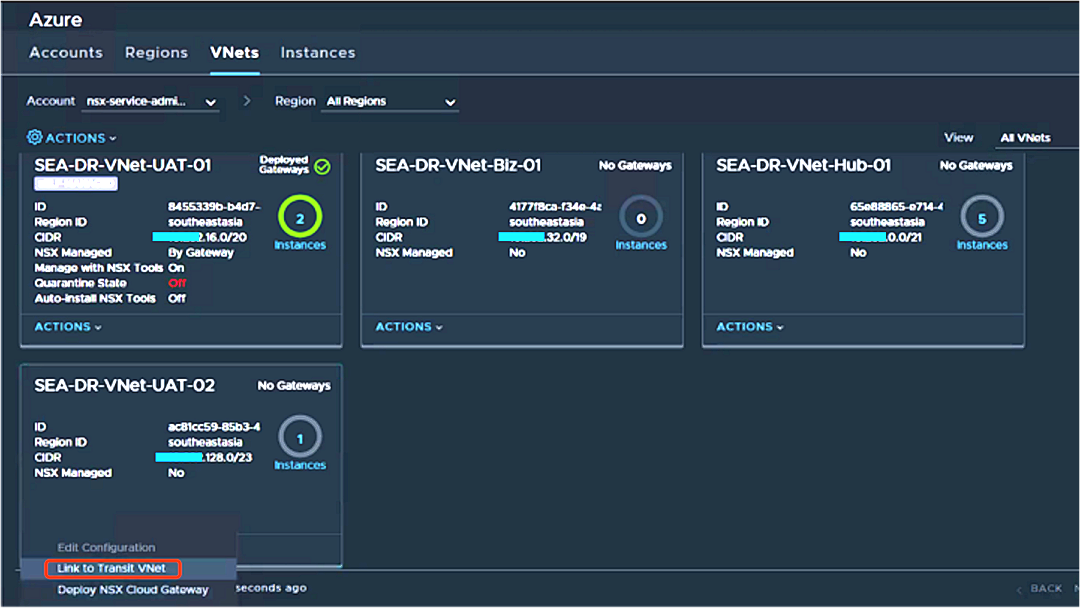 Azure
Accounts Regions VNets Instances
Account nsx-service-admi... > Region All Regions
ACTIONS View All VNets
SEA-DR-VNet-UAT-01 Deployed Gateways
ID 8455339b-b4d7-
Region ID southeastasia
CIDR 2.16.0/20
NSX Managed By Gateway
Manage with NSX Tools On
Quarantine State Off
Auto-install NSX Tools Off
2
Instances
ACTIONS
SEA-DR-VNet-Biz-01 No Gateways
ID 4177f8ca-f34e-4a
Region ID southeastasia
CIDR .32.0/19
NSX Managed No
0
Instances
ACTIONS
SEA-DR-VNet-Hub-01 No Gateways
ID 65e88865-e714-4
Region ID southeastasia
CIDR .0.0/21
NSX Managed No
5
Instances
ACTIONS
SEA-DR-VNet-UAT-02 No Gateways
ID ac81cc59-85b3-4
Region ID southeastasia
CIDR .128.0/23
NSX Managed No
1
Instances
Edit Configuration
Link to Transit VNet
Deploy NSX Cloud Gateway
seconds ago
< BACK